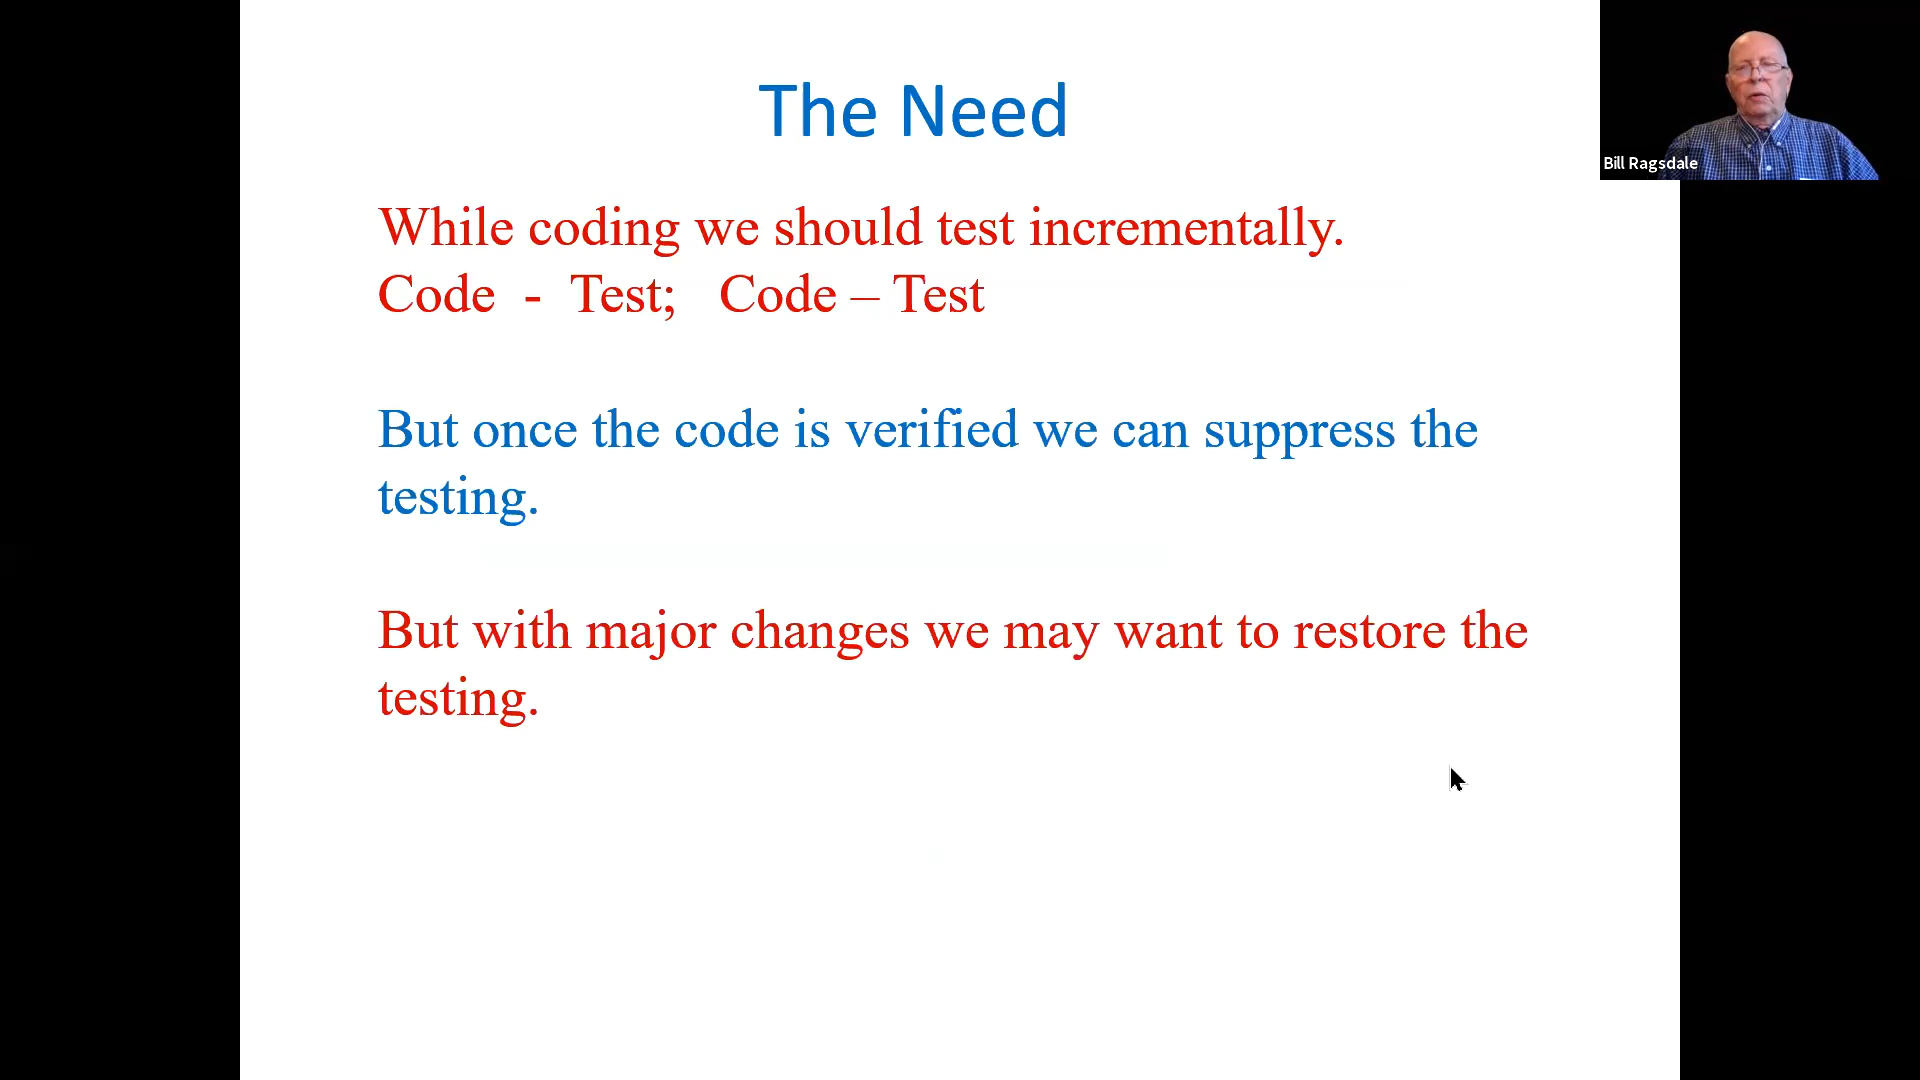 The Need
Bill Ragsdale
While coding we should test incrementally.
Code - Test; Code – Test
But once the code is verified we can suppress the
testing.
But with major changes we may want to restore the
testing.